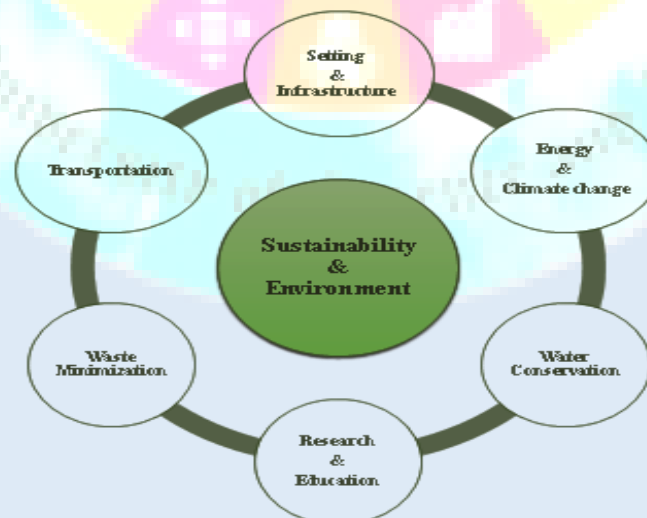 Setting
&
Infrastructure
Energy
&
Climate change
Water
Conservation
Research
&
Education
Waste
Minimization
Transportation
Sustainability
&
Environment